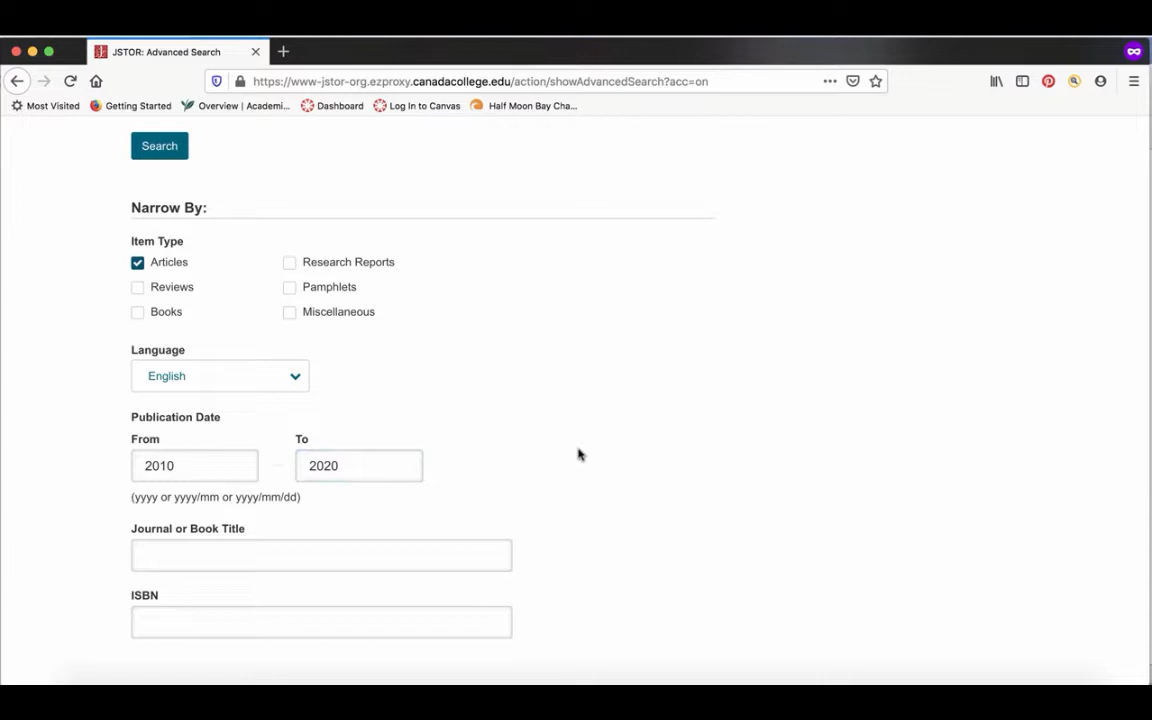 JSTOR: Advanced Search
https://www-jstor-org.ezproxy.canadacollege.edu/action/showAdvancedSearch?acc=on
Most Visited Getting Started Overview | Academi... Dashboard Log In to Canvas Half Moon Bay Cha...
Search
Narrow By:
Item Type
Articles Research Reports
Reviews Pamphlets
Books Miscellaneous
Language
English
Publication Date
From To
2010 2020
(yyyy or yyyy/mm or yyyy/mm/dd)
Journal or Book Title
ISBN